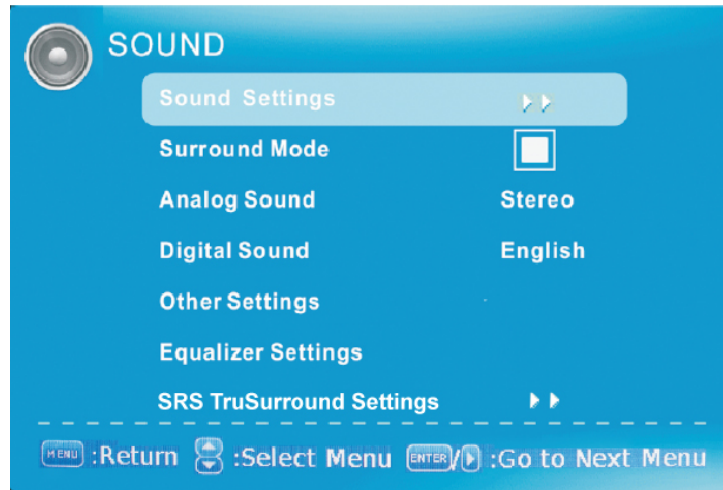 SOUND
Sound Settings
Surround Mode
Analog Sound Stereo
Digital Sound English
Other Settings
Equalizer Settings
SRS TruSurround Settings
MENU :Return :Select Menu ENTER / :Go to Next Menu